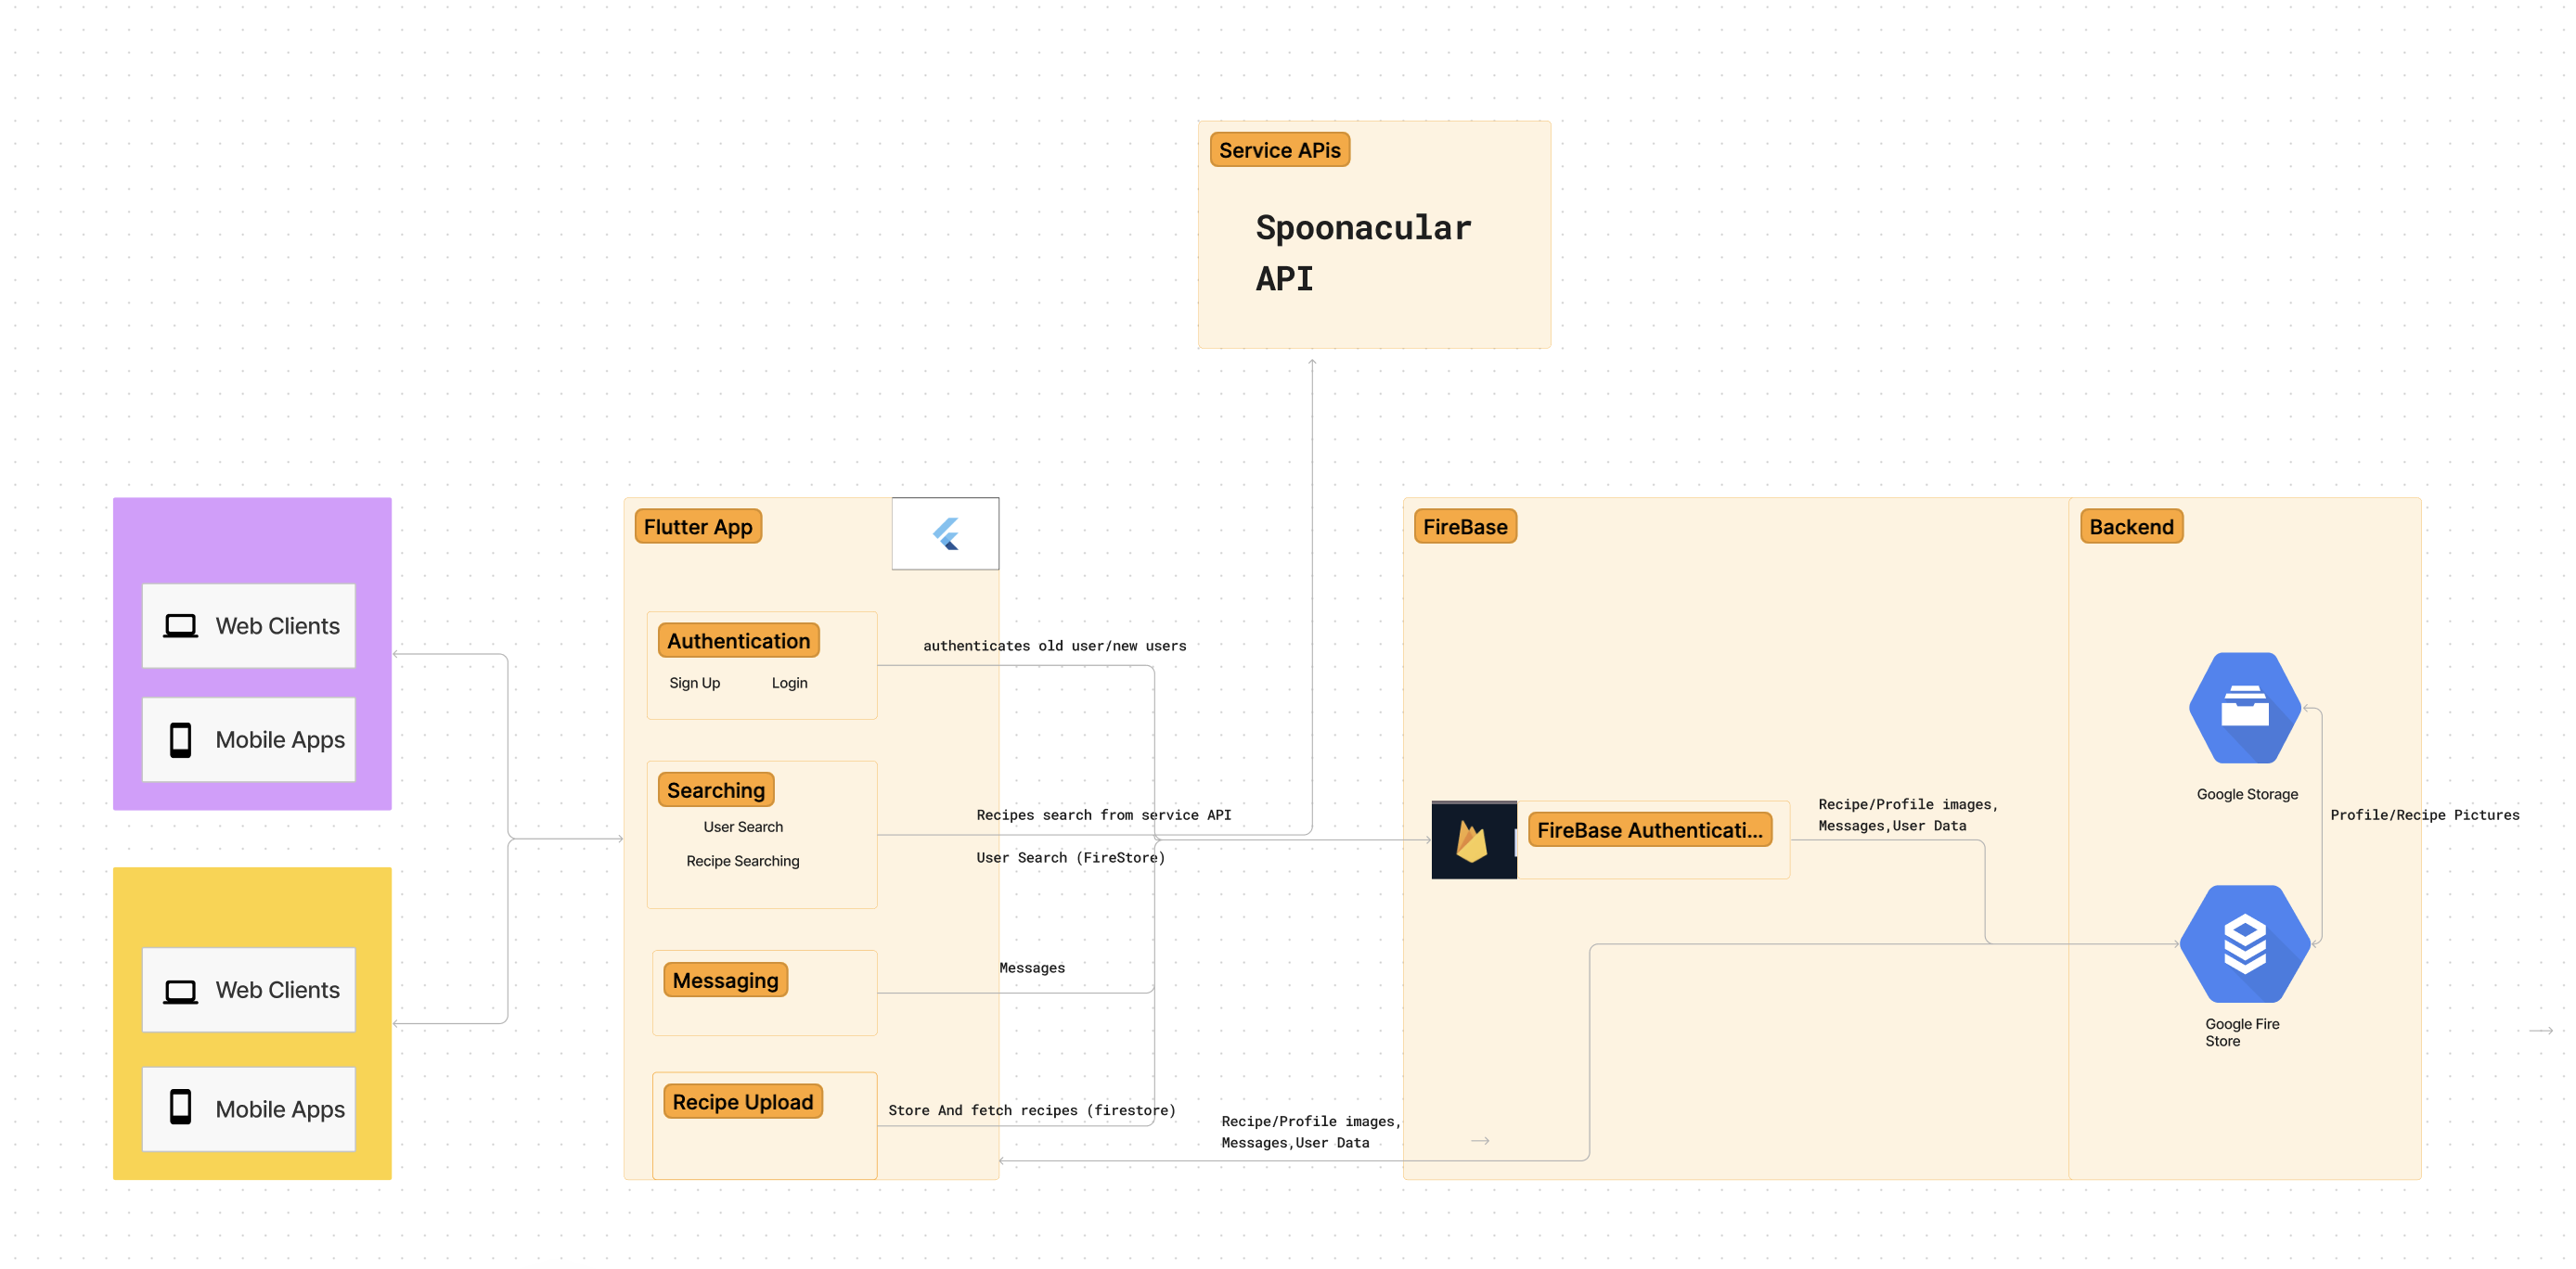 Service APis
Spoonacular
API
Web Clients
Mobile Apps
Web Clients
Mobile Apps
Flutter App
Authentication
Sign Up
Login
Searching
User Search
Recipe Searching
Messaging
Recipe Upload
authenticates old user/new users
Recipes search from service API
User Search (FireStore)
Messages
Store And fetch recipes (firestore)
Recipe/Profile images,
Messages,User Data
FireBase
FireBase Authenticati...
Recipe/Profile images,
Messages,User Data
Backend
Google Storage
Profile/Recipe Pictures
Google Fire
Store